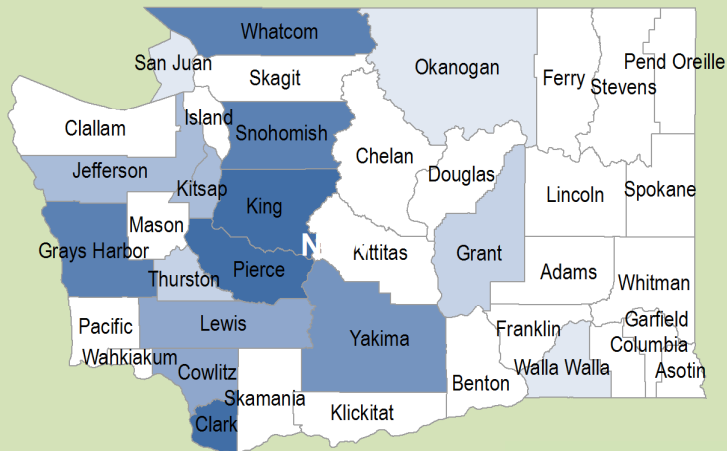 Whatcom
San Juan
Okanogan
Pend Oreille
Skagit
Ferry
Stevens
Island
Clallam
Snohomish
Chelan
Jefferson
Douglas
Kitsap
Lincoln
Spokane
King
Mason
Grays Harbor
N
Kittitas
Grant
Pierce
Adams
Thurston
Whitman
Pacific
Lewis
Garfield
Franklin
Yakima
Columbia
Wahkiakum
Cowlitz
Walla Walla
Asotin
Benton
Skamania
Klickitat
Clark